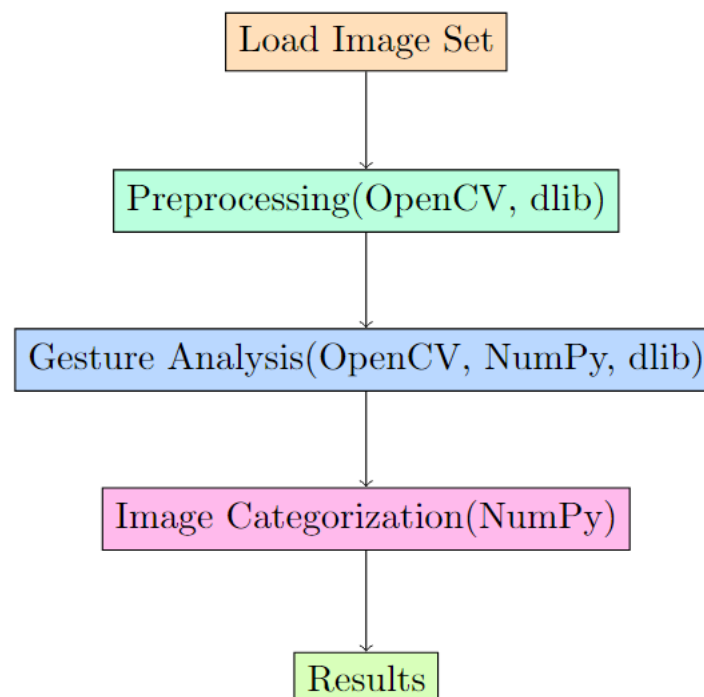 Load Image Set
Preprocessing(OpenCV, dlib)
Gesture Analysis(OpenCV, NumPy, dlib)
Image Categorization(NumPy)
Results